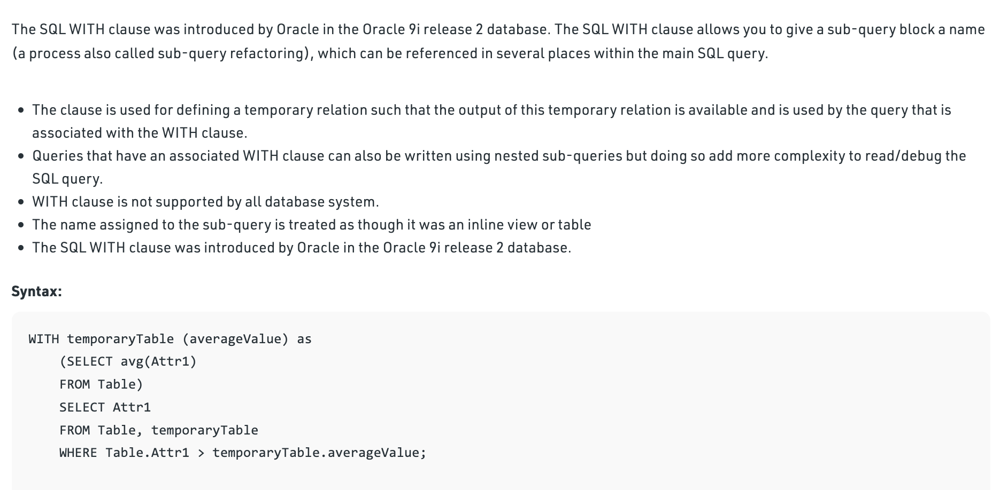 The SQL WITH clause was introduced by Oracle in the Oracle 9i release 2 database. The SQL WITH clause allows you to give a sub-query block a name
(a process also called sub-query refactoring), which can be referenced in several places within the main SQL query.
• The clause is used for defining a temporary relation such that the output of this temporary relation is available and is used by the query that is
associated with the WITH clause.
• Queries that have an associated WITH clause can also be written using nested sub-queries but doing so add more complexity to read/debug the
SQL query.
• WITH clause is not supported by all database system.
• The name assigned to the sub-query is treated as though it was an inline view or table
• The SQL WITH clause was introduced by Oracle in the Oracle 9i release 2 database.
Syntax:
WITH temporaryTable (averageValue) as
    (SELECT avg(Attr1)
    FROM Table)
    SELECT Attr1
    FROM Table, temporaryTable
    WHERE Table.Attr1 > temporaryTable.averageValue;